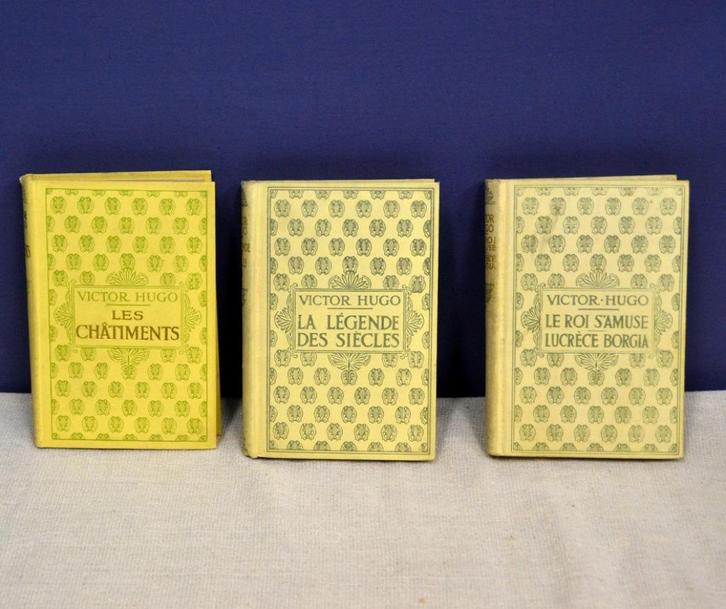 VICTOR HUGO
LES
CHÂTIMENTS
VICTOR HUGO
LA LÉGENDE
DES SIÈCLES
VICTOR·HUGO
LE ROI S'AMUSE
LUCRÈCE BORGIA